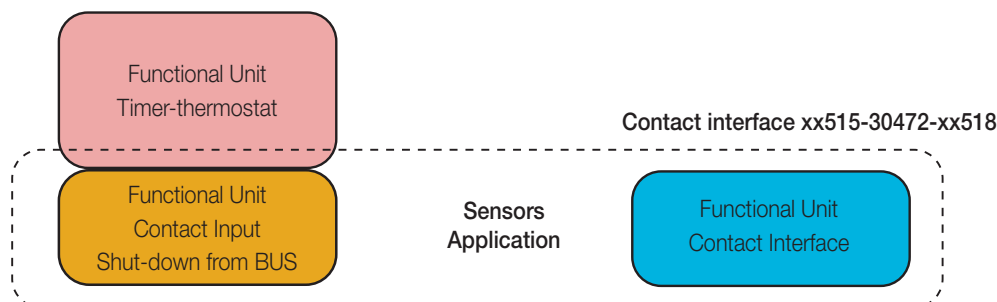 Functional Unit
Timer-thermostat
Contact interface xx515-30472-xx518
Functional Unit
Contact Input
Shut-down from BUS
Sensors
Application
Functional Unit
Contact Interface